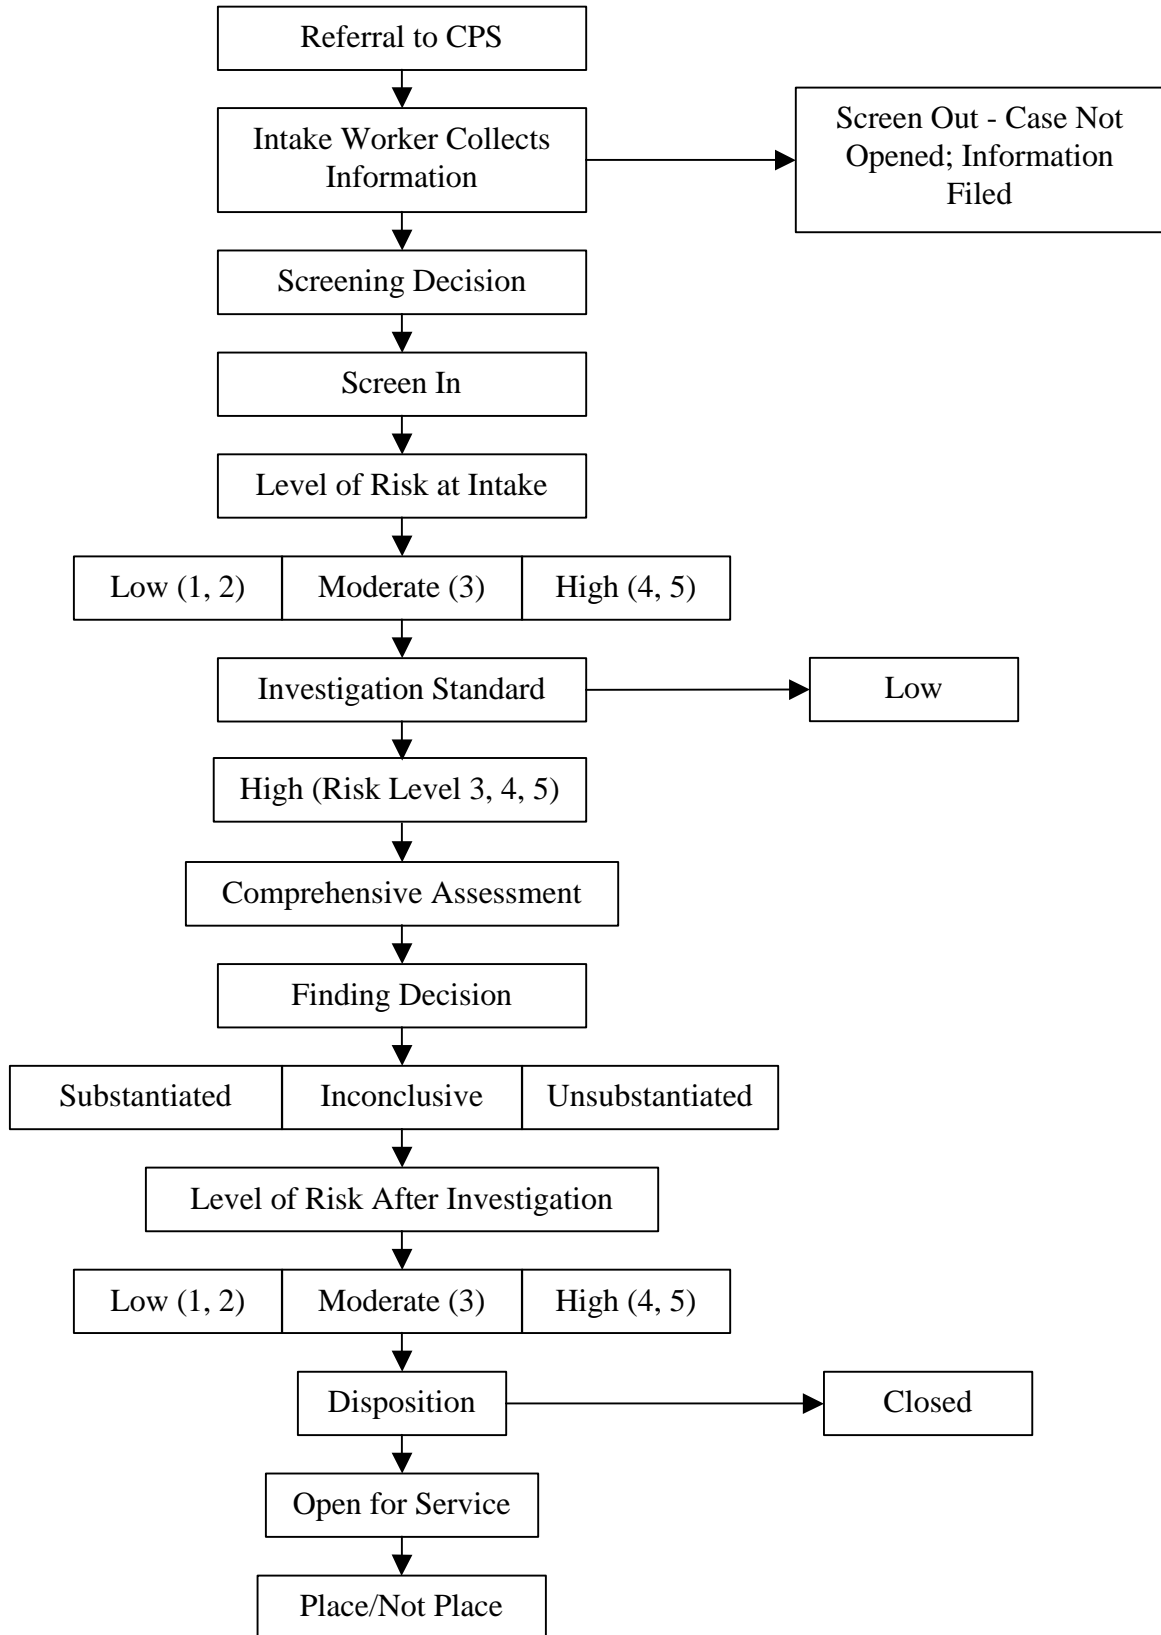 Referral to CPS
Intake Worker Collects
Information
Screen Out - Case Not
Opened; Information
Filed
Screening Decision
Screen In
Level of Risk at Intake
Low (1, 2)
Moderate (3)
High (4, 5)
Investigation Standard
Low
High (Risk Level 3, 4, 5)
Comprehensive Assessment
Finding Decision
Substantiated
Inconclusive
Unsubstantiated
Level of Risk After Investigation
Low (1, 2)
Moderate (3)
High (4, 5)
Disposition
Closed
Open for Service
Place/Not Place